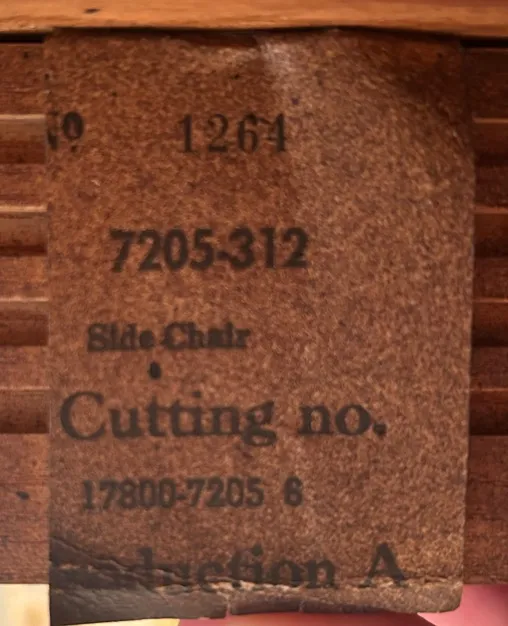 No 1264
7205-312
Side Chair
Cutting no.
17800-7205 6
A